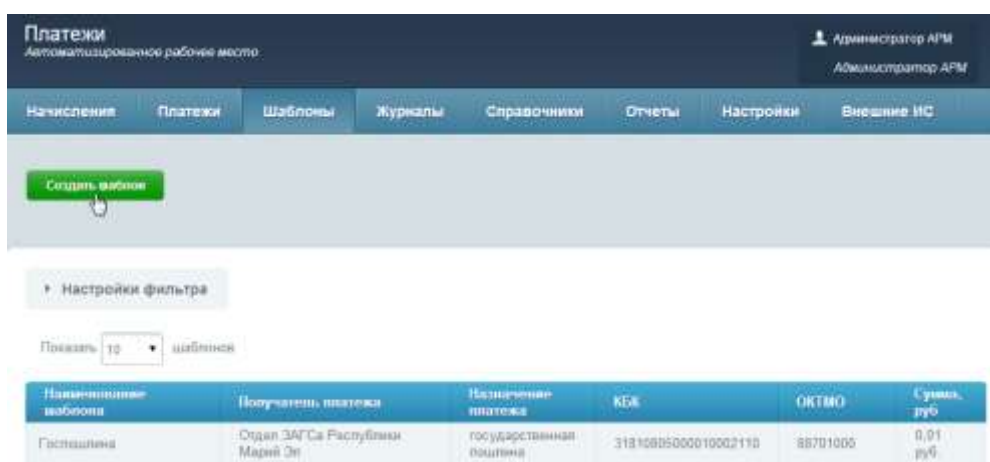 Платежи
Автоматизированное рабочее место
Администратор АРМ
Администратор АРМ
Начисления Платежи Шаблоны Журналы Справочники Отчеты Настройки Внешние ИС
Создать шаблон
Настройки фильтра
Показать 10 шаблонов
Наименование шаблона Получатель платежа Назначение платежа КБК ОКТМО Сумма, руб
Госпошлина Отдел ЗАГСа Республики Марий Эл государственная пошлина 31810805000010002110 88701000 0,01 руб.